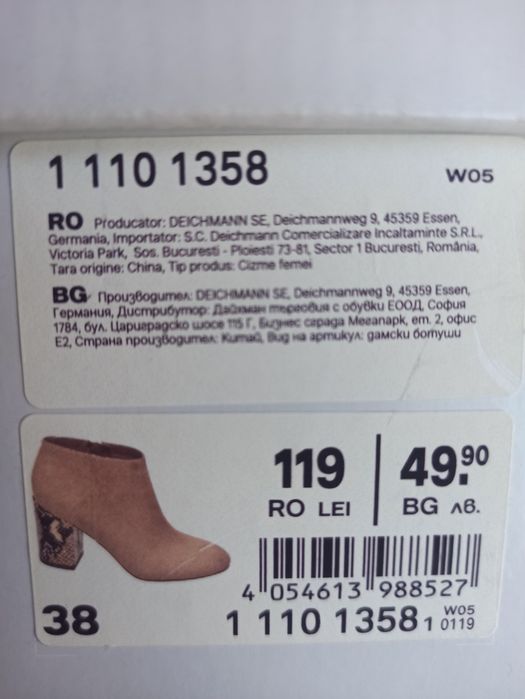 1 110 1358
W05
RO Producator: DEICHMANN SE, Deichmannweg 9, 45359 Essen,
Germania, Importator: S.C. Deichmann Comercializare Incaltaminte S.R.L.,
Victoria Park, Sos. Bucuresti - Ploiesti 73-81, Sector 1 Bucuresti, România,
Tara origine: China, Tip produs: Cizme femei
BG Производител: DEICHMANN SE, Deichmannweg 9, 45359 Essen,
Германия, Дистрибутор: Дайхман търговия с обувки ЕООД, София
1784, бул. Цариградско шосе 115 Г, Бизнес сграда Мегапарк, ет. 2, офис
E2, Страна производител: Китай, Вид на артикул: дамски ботуши
119
RO LEI
49.90
BG лв.
4 054613 988527
38
1 110 1358 1 W05
0119